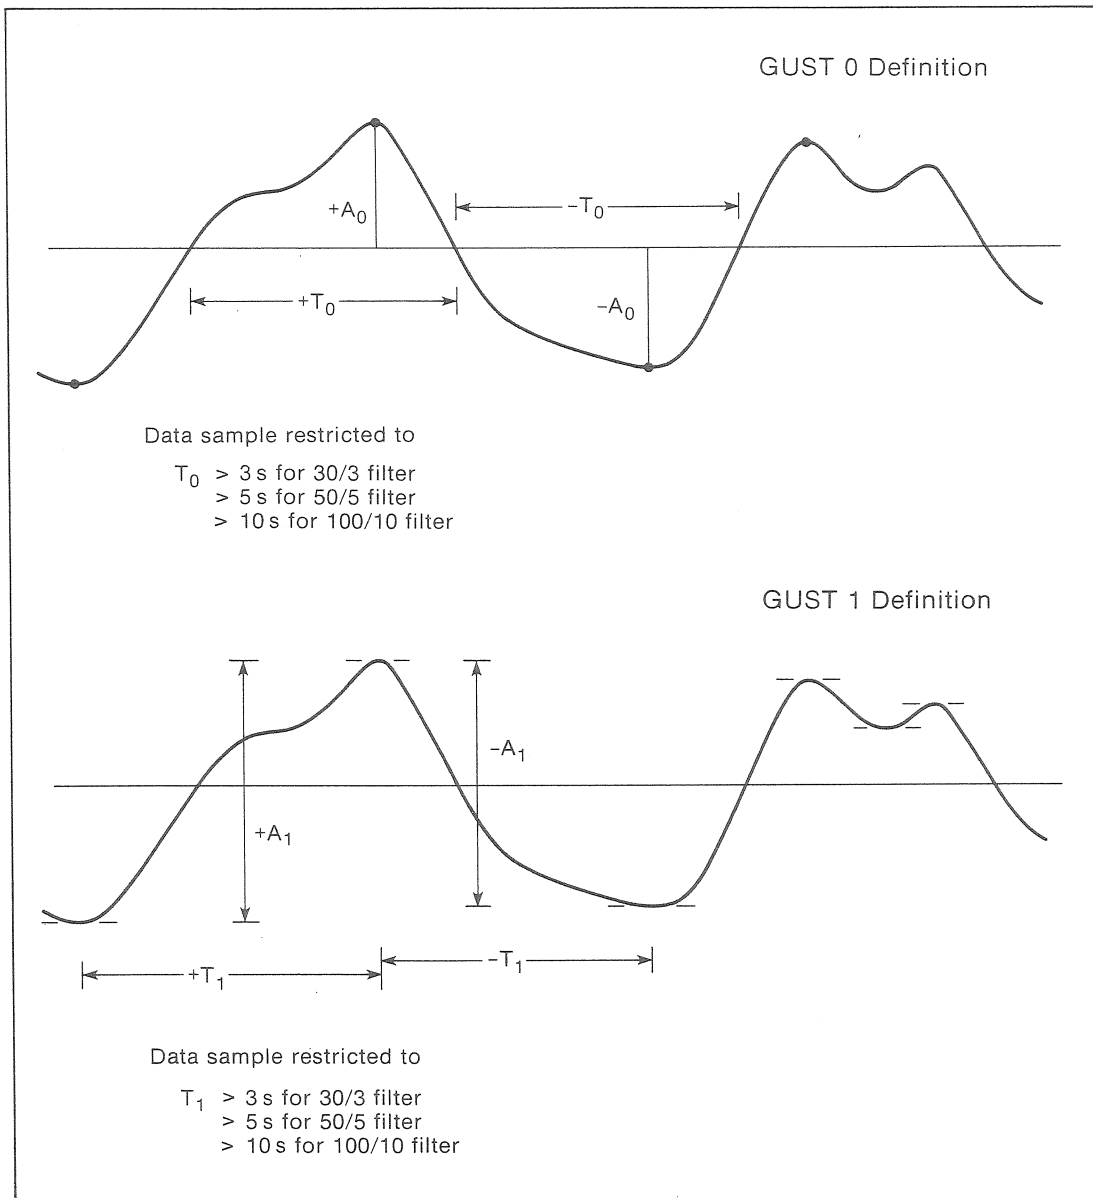 GUST 0 Definition
+A0
–T0
+T0
–A0
Data sample restricted to
T0 > 3 s for 30/3 filter
> 5 s for 50/5 filter
> 10 s for 100/10 filter
GUST 1 Definition
–A1
+A1
–T1
+T1
Data sample restricted to
T1 > 3 s for 30/3 filter
> 5 s for 50/5 filter
> 10 s for 100/10 filter